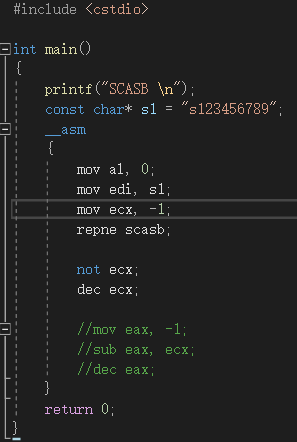 #include <cstdio>
int main()
{
printf("SCASB \n");
const char* s1 = "s123456789";
__asm
{
mov al, 0;
mov edi, s1;
mov ecx, -1;
repne scasb;
not ecx;
dec ecx;
//mov eax, -1;
//sub eax, ecx;
//dec eax;
}
return 0;
}